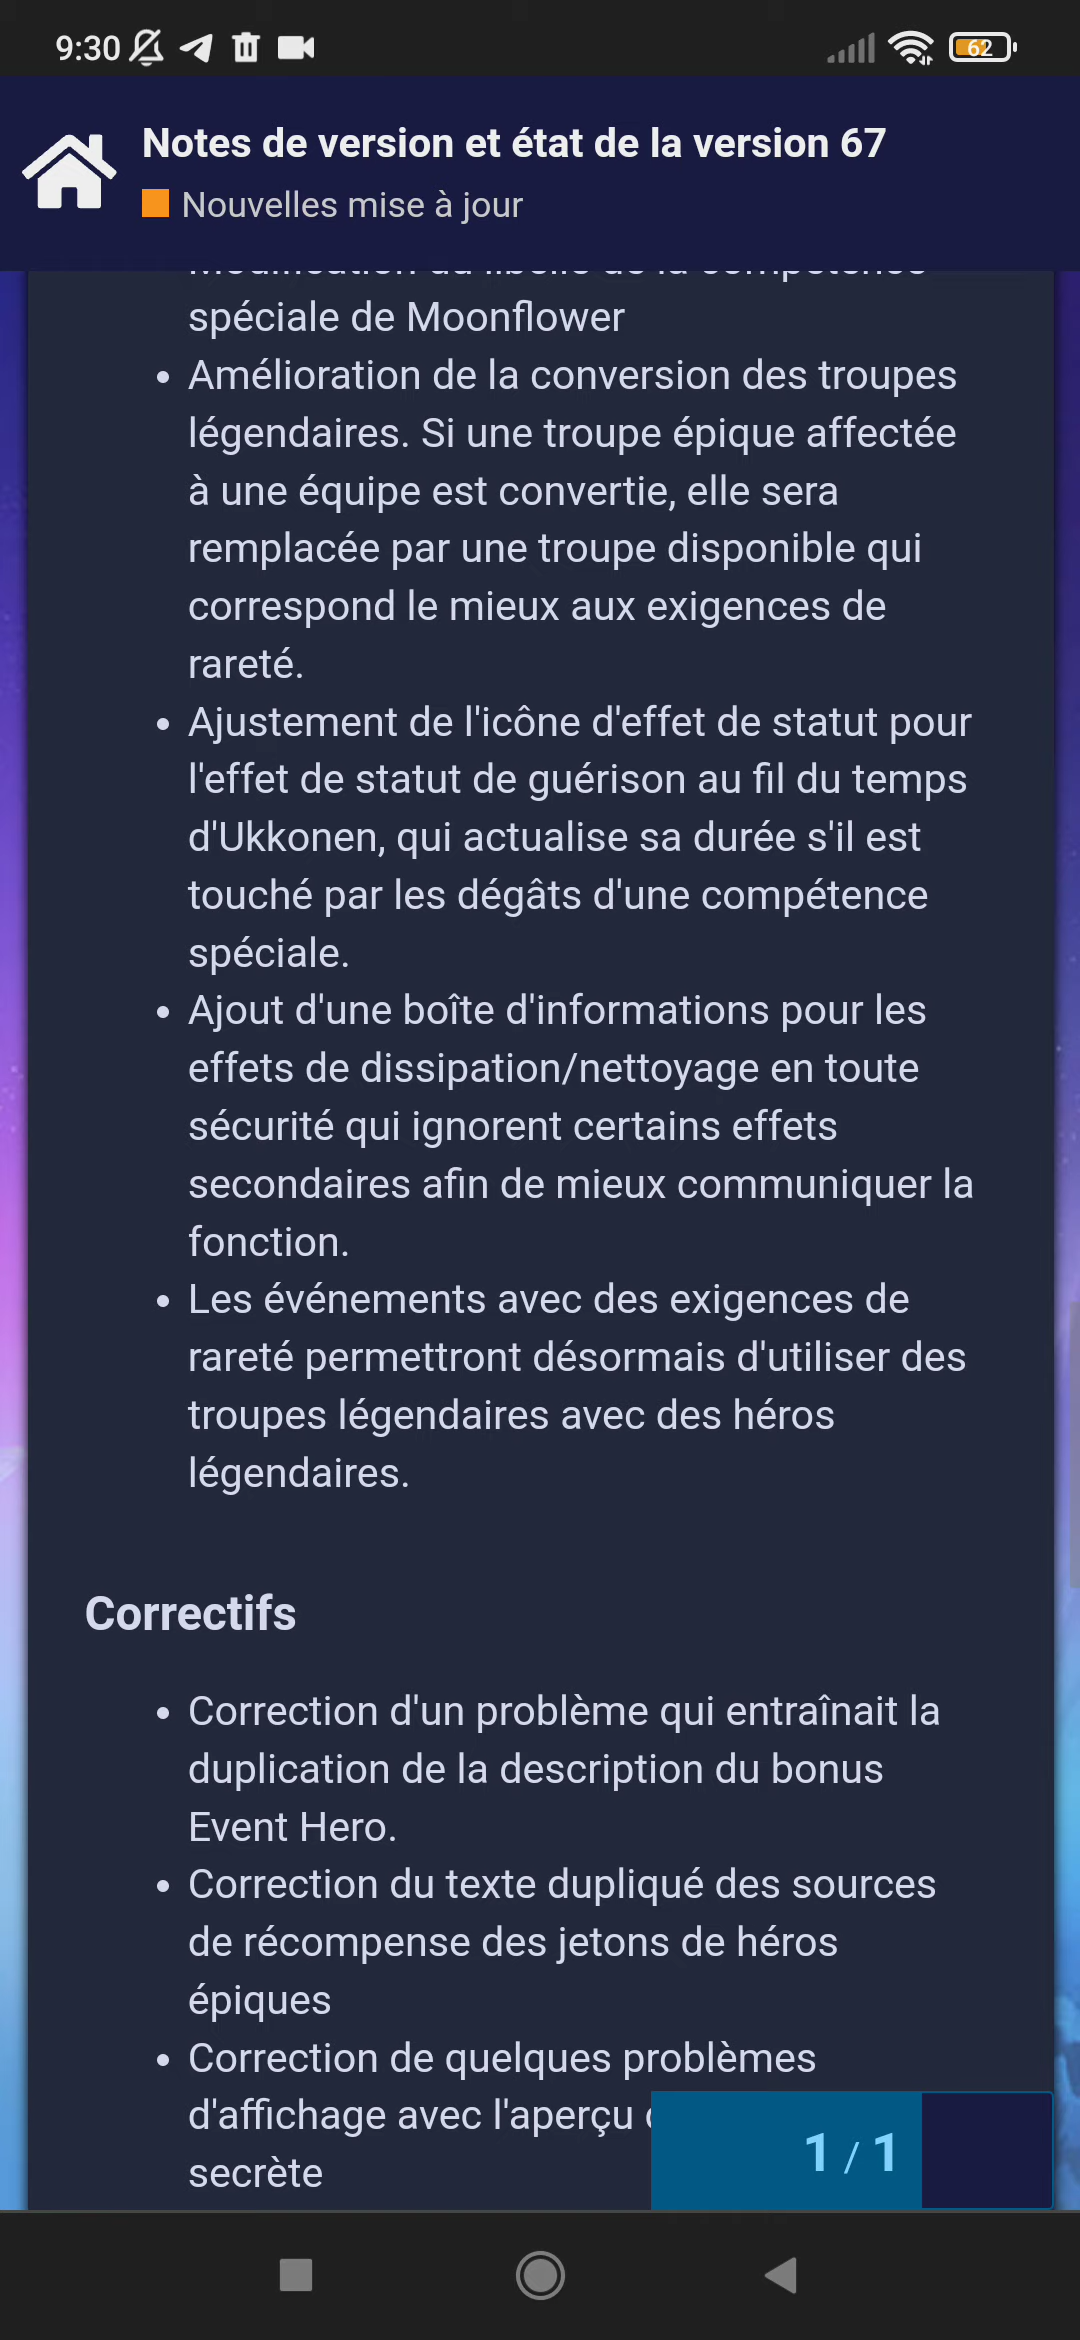 9:30
62
Notes de version et état de la version 67
Nouvelles mise à jour
Modification du libellé de la compétence
spéciale de Moonflower
• Amélioration de la conversion des troupes
légendaires. Si une troupe épique affectée
à une équipe est convertie, elle sera
remplacée par une troupe disponible qui
correspond le mieux aux exigences de
rareté.
• Ajustement de l'icône d'effet de statut pour
l'effet de statut de guérison au fil du temps
d'Ukkonen, qui actualise sa durée s'il est
touché par les dégâts d'une compétence
spéciale.
• Ajout d'une boîte d'informations pour les
effets de dissipation/nettoyage en toute
sécurité qui ignorent certains effets
secondaires afin de mieux communiquer la
fonction.
• Les événements avec des exigences de
rareté permettront désormais d'utiliser des
troupes légendaires avec des héros
légendaires.
Correctifs
• Correction d'un problème qui entraînait la
duplication de la description du bonus
Event Hero.
• Correction du texte dupliqué des sources
de récompense des jetons de héros
épiques
• Correction de quelques problèmes
d'affichage avec l'aperçu
secrète
1 / 1